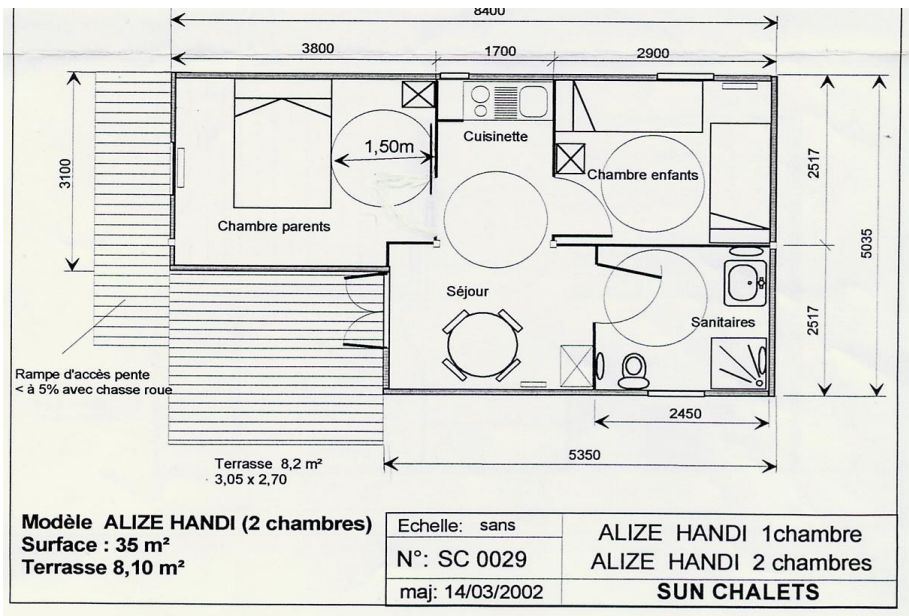 8400
3800
1700
2900
3100
1,50m
Cuisinette
Chambre enfants
Chambre parents
2517
5035
Séjour
Sanitaires
2517
Rampe d'accès pente
< à 5% avec chasse roue
2450
5350
Terrasse 8,2 m²
3,05 x 2,70
Modèle ALIZE HANDI (2 chambres)
Surface : 35 m²
Terrasse 8,10 m²
Echelle: sans
N°: SC 0029
maj: 14/03/2002
ALIZE HANDI 1chambre
ALIZE HANDI 2 chambres
SUN CHALETS